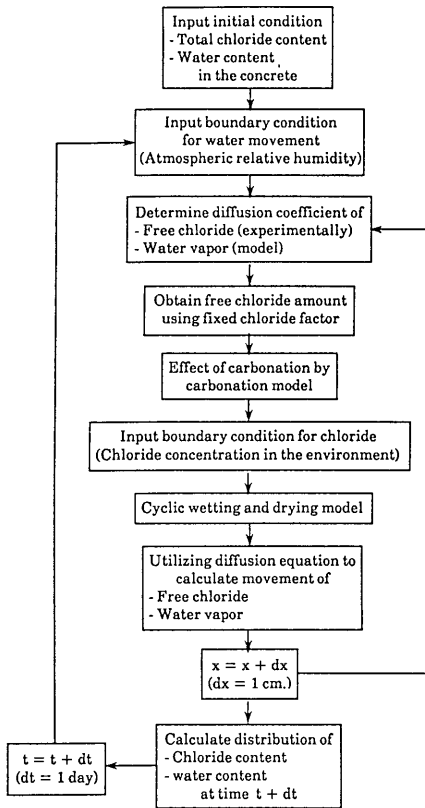 Input initial condition
- Total chloride content
- Water content
in the concrete
Input boundary condition
for water movement
(Atmospheric relative humidity)
Determine diffusion coefficient of
- Free chloride (experimentally)
- Water vapor (model)
Obtain free chloride amount
using fixed chloride factor
Effect of carbonation by
carbonation model
Input boundary condition for chloride
(Chloride concentration in the environment)
Cyclic wetting and drying model
Utilizing diffusion equation to
calculate movement of
- Free chloride
- Water vapor
x = x + dx
(dx = 1 cm.)
Calculate distribution of
- Chloride content
- water content
at time t + dt
t = t + dt
(dt = 1 day)